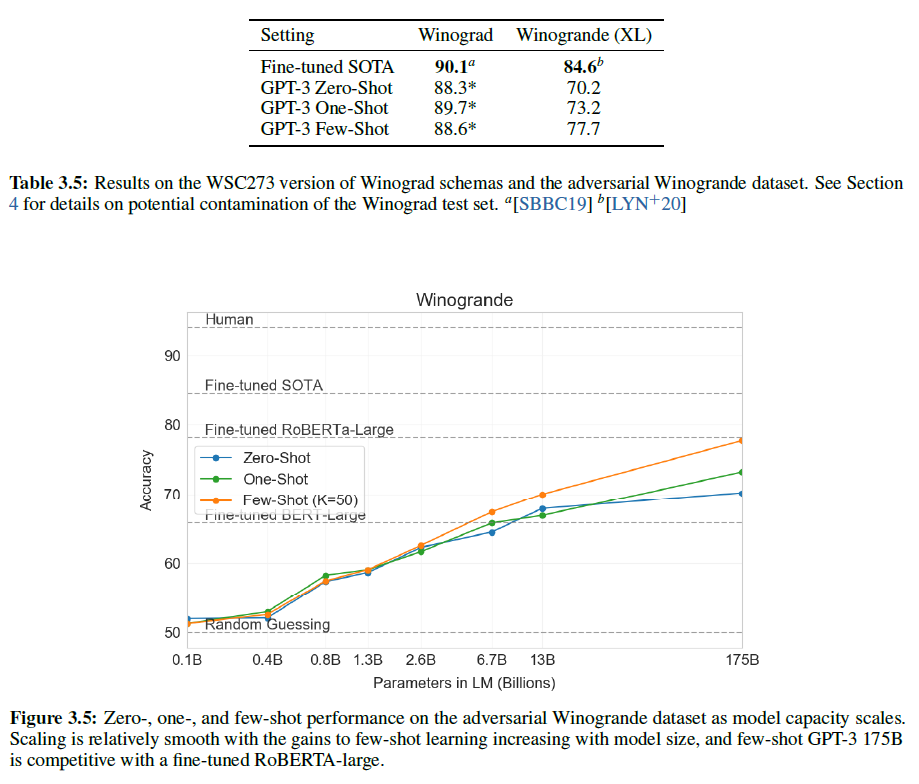 Setting Winograd Winogrande (XL)
Fine-tuned SOTA 90.1a 84.6b
GPT-3 Zero-Shot 88.3* 70.2
GPT-3 One-Shot 89.7* 73.2
GPT-3 Few-Shot 88.6* 77.7
Table 3.5: Results on the WSC273 version of Winograd schemas and the adversarial Winogrande dataset. See Section
4 for details on potential contamination of the Winograd test set. a[SBBC19] b[LYN+20]
Winogrande
Human
90
Fine-tuned SOTA
80
Fine-tuned RoBERTa-Large
Zero-Shot
One-Shot
70
Few-Shot (K=50)
Fine-tuned BERT-Large
60
Random Guessing
50
Accuracy
0.1B 0.4B 0.8B 1.3B 2.6B 6.7B 13B 175B
Parameters in LM (Billions)
Figure 3.5: Zero-, one-, and few-shot performance on the adversarial Winogrande dataset as model capacity scales.
Scaling is relatively smooth with the gains to few-shot learning increasing with model size, and few-shot GPT-3 175B
is competitive with a fine-tuned RoBERTA-large.